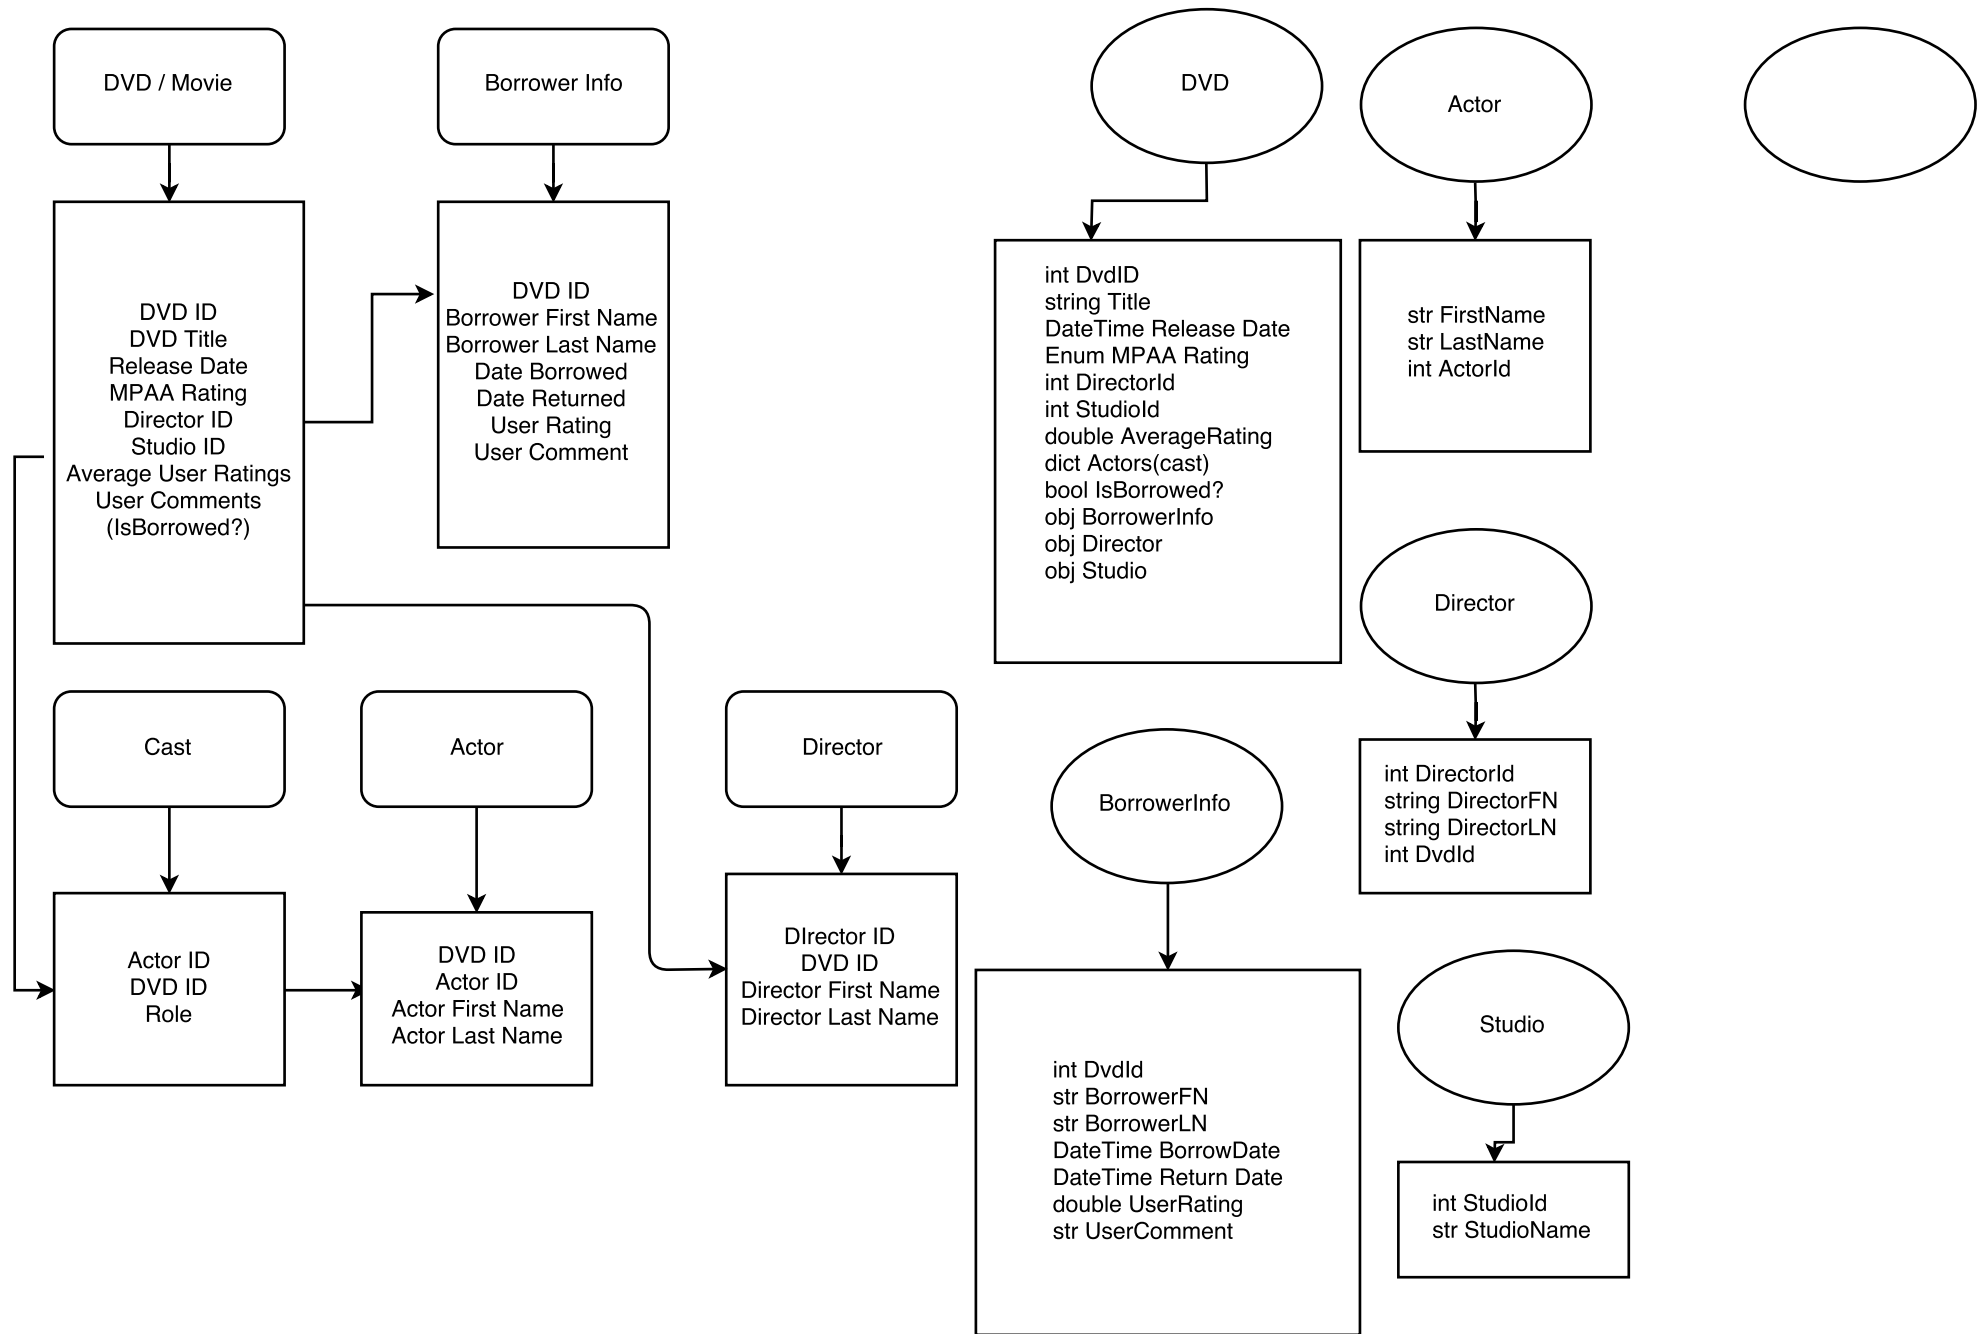 DVD / Movie
Borrower Info
DVD ID
DVD Title
Release Date
MPAA Rating
Director ID
Studio ID
Average User Ratings
User Comments
(IsBorrowed?)
DVD ID
Borrower First Name
Borrower Last Name
Date Borrowed
Date Returned
User Rating
User Comment
Cast
Actor
Director
Actor ID
DVD ID
Role
DVD ID
Actor ID
Actor First Name
Actor Last Name
DIrector ID
DVD ID
Director First Name
Director Last Name
DVD
Actor
int DvdID
string Title
DateTime Release Date
Enum MPAA Rating
int DirectorId
int StudioId
double AverageRating
dict Actors(cast)
bool IsBorrowed?
obj BorrowerInfo
obj Director
obj Studio
str FirstName
str LastName
int ActorId
Director
int DirectorId
string DirectorFN
string DirectorLN
int DvdId
BorrowerInfo
int DvdId
str BorrowerFN
str BorrowerLN
DateTime BorrowDate
DateTime Return Date
double UserRating
str UserComment
Studio
int StudioId
str StudioName